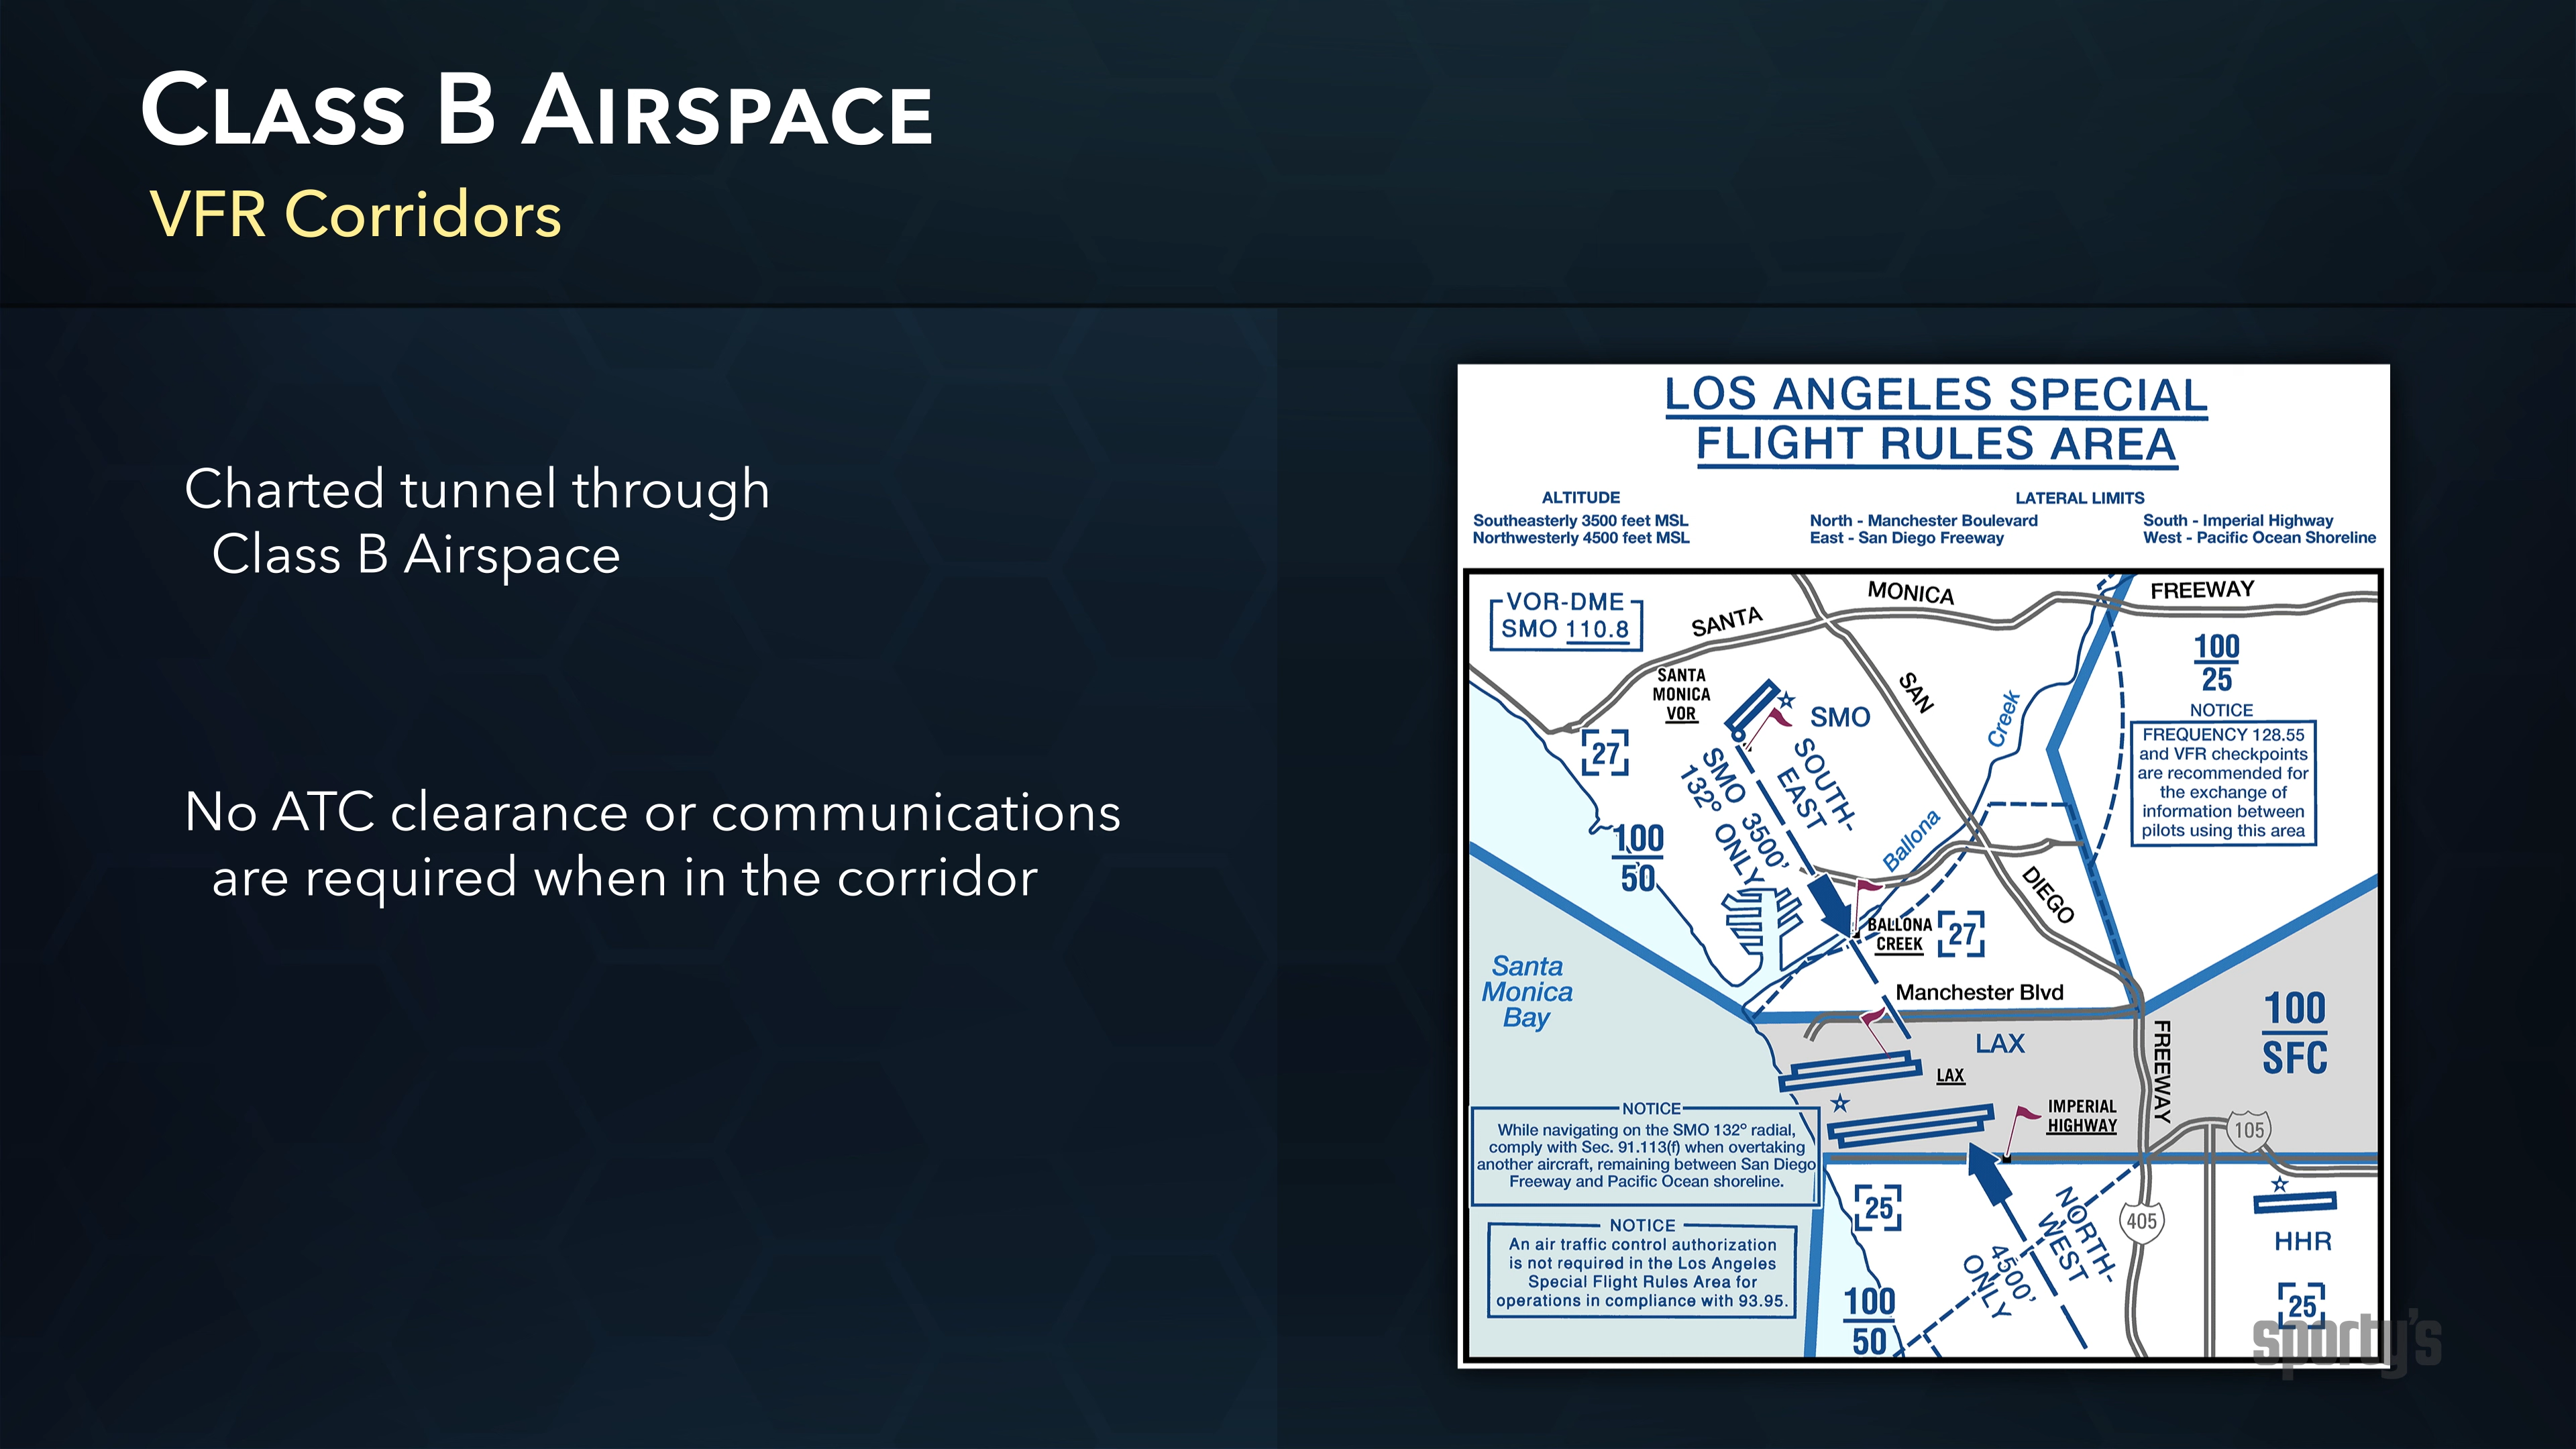 CLASS B AIRSPACE
VFR Corridors
Charted tunnel through
Class B Airspace
No ATC clearance or communications
are required when in the corridor
LOS ANGELES SPECIAL
FLIGHT RULES AREA
ALTITUDE
Southeasterly 3500 feet MSL
Northwesterly 4500 feet MSL
LATERAL LIMITS
North - Manchester Boulevard
East - San Diego Freeway
South - Imperial Highway
West - Pacific Ocean Shoreline
VOR-DME
SMO 110.8
SANTA
MONICA
FREEWAY
100
25
SANTA
MONICA
VOR
SMO
SAN
Creek
NOTICE
FREQUENCY 128.55
and VFR checkpoints
are recommended for
the exchange of
information between
pilots using this area
27
SOUTH-
EAST
SMO 3500'
132° ONLY
100
50
Ballona
DIEGO
BALLONA
CREEK
27
Santa
Monica
Bay
Manchester Blvd
100
SFC
LAX
LAX
FREEWAY
IMPERIAL
HIGHWAY
105
NOTICE
While navigating on the SMO 132° radial,
comply with Sec. 91.113(f) when overtaking
another aircraft, remaining between San Diego
Freeway and Pacific Ocean shoreline.
25
NORTH-
WEST
4500'
ONLY
405
HHR
NOTICE
An air traffic control authorization
is not required in the Los Angeles
Special Flight Rules Area for
operations in compliance with 93.95.
100
50
25
sporty's